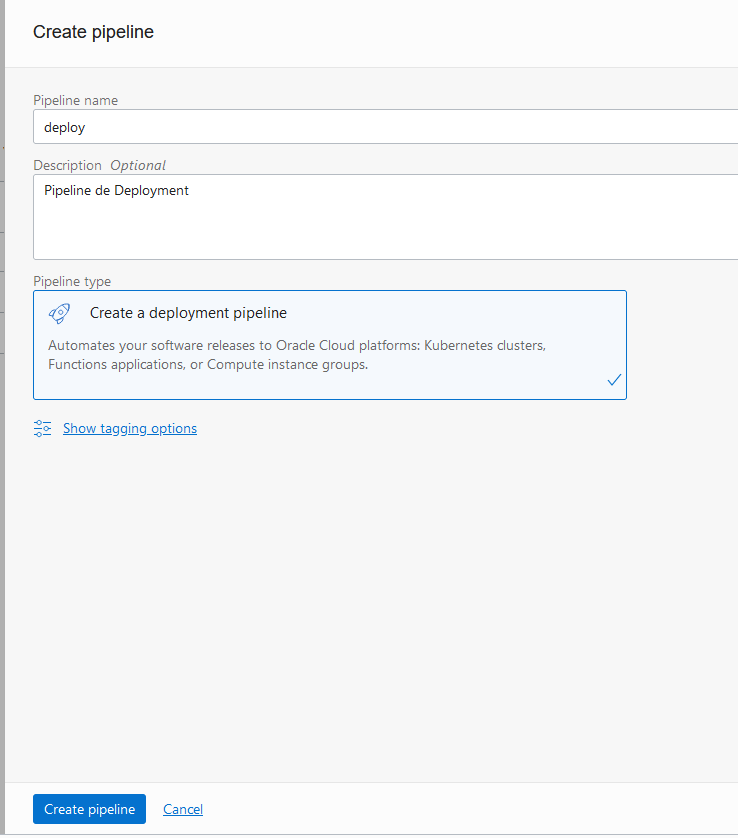 Create pipeline
Pipeline name
deploy
Description Optional
Pipeline de Deployment
Pipeline type
Create a deployment pipeline
Automates your software releases to Oracle Cloud platforms: Kubernetes clusters,
Functions applications, or Compute instance groups.
Show tagging options
Create pipeline Cancel